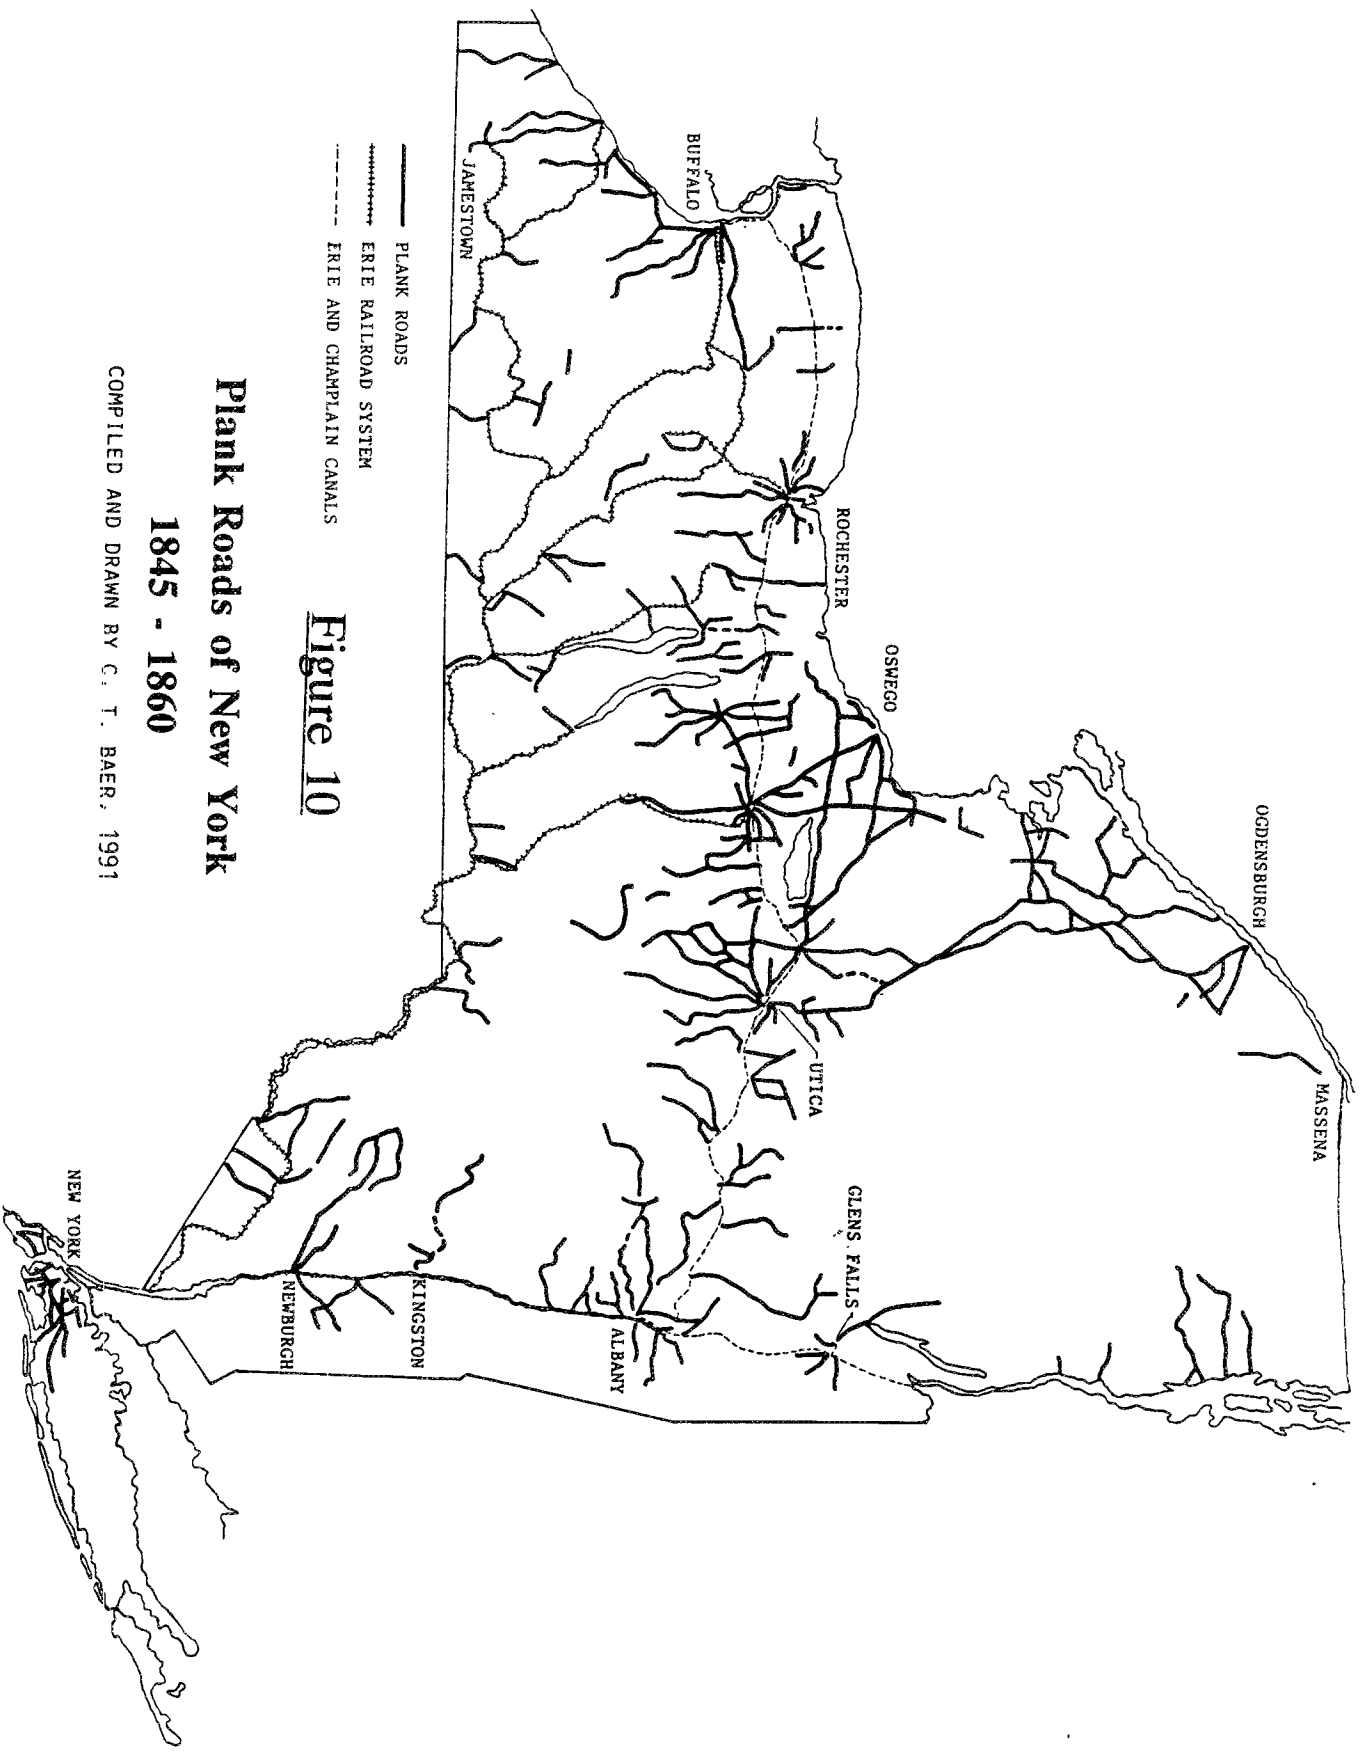 OGDENSBURGH
MASSENA
OSWEGO
ROCHESTER
GLENS FALLS
UTICA
BUFFALO
ALBANY
JAMESTOWN
KINGSTON
NEWBURGH
NEW YORK
PLANK ROADS
ERIE RAILROAD SYSTEM
ERIE AND CHAMPLAIN CANALS
Figure 10
Plank Roads of New York
1845 - 1860
COMPILED AND DRAWN BY C. T. BAER, 1991